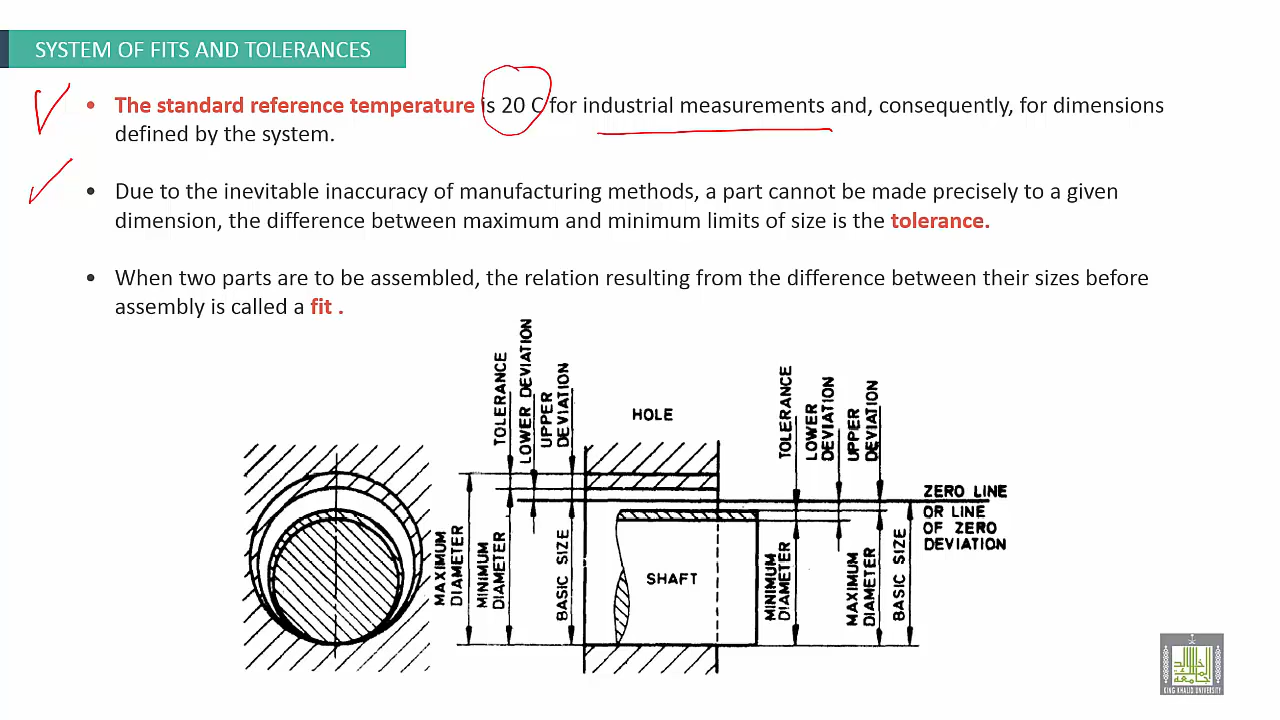 SYSTEM OF FITS AND TOLERANCES
• The standard reference temperature is 20 C for industrial measurements and, consequently, for dimensions
defined by the system.
• Due to the inevitable inaccuracy of manufacturing methods, a part cannot be made precisely to a given
dimension, the difference between maximum and minimum limits of size is the tolerance.
• When two parts are to be assembled, the relation resulting from the difference between their sizes before
assembly is called a fit .
TOLERANCE
LOWER DEVIATION
UPPER
DEVIATION
HOLE
TOLERANCE
LOWER
DEVIATION
UPPER
DEVIATION
ZERO LINE
OR LINE
OF ZERO
DEVIATION
MAXIMUM
DIAMETER
MINIMUM
DIAMETER
BASIC SIZE
SHAFT
MINIMUM
DIAMETER
MAXIMUM
DIAMETER
BASIC SIZE
KING KHALID UNIVERSITY